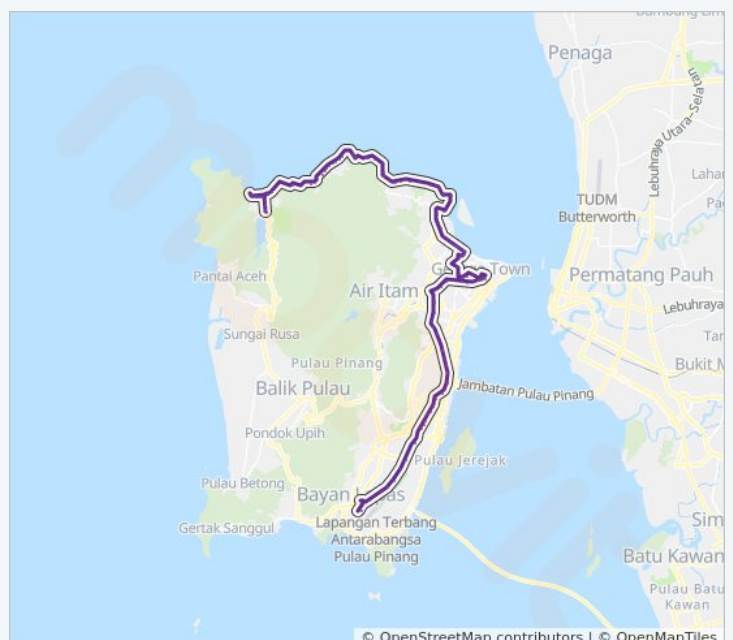 Penaga
Lebuhraya Utara-Selatan
TUDM
Butterworth
Pantai Aceh
Air Itam
Permatang Pauh
Lebuhraya
Sungai Rusa
Pulau Pinang
Balik Pulau
Jambatan Pulau Pinang
Pondok Upih
Pulau Jerejak
Pulau Betong
Gertak Sanggul
Lapangan Terbang
Antarabangsa
Pulau Pinang
Batu Kawan
Pulau Batu
Kawan
© OpenStreetMap contributors | © OpenMapTiles